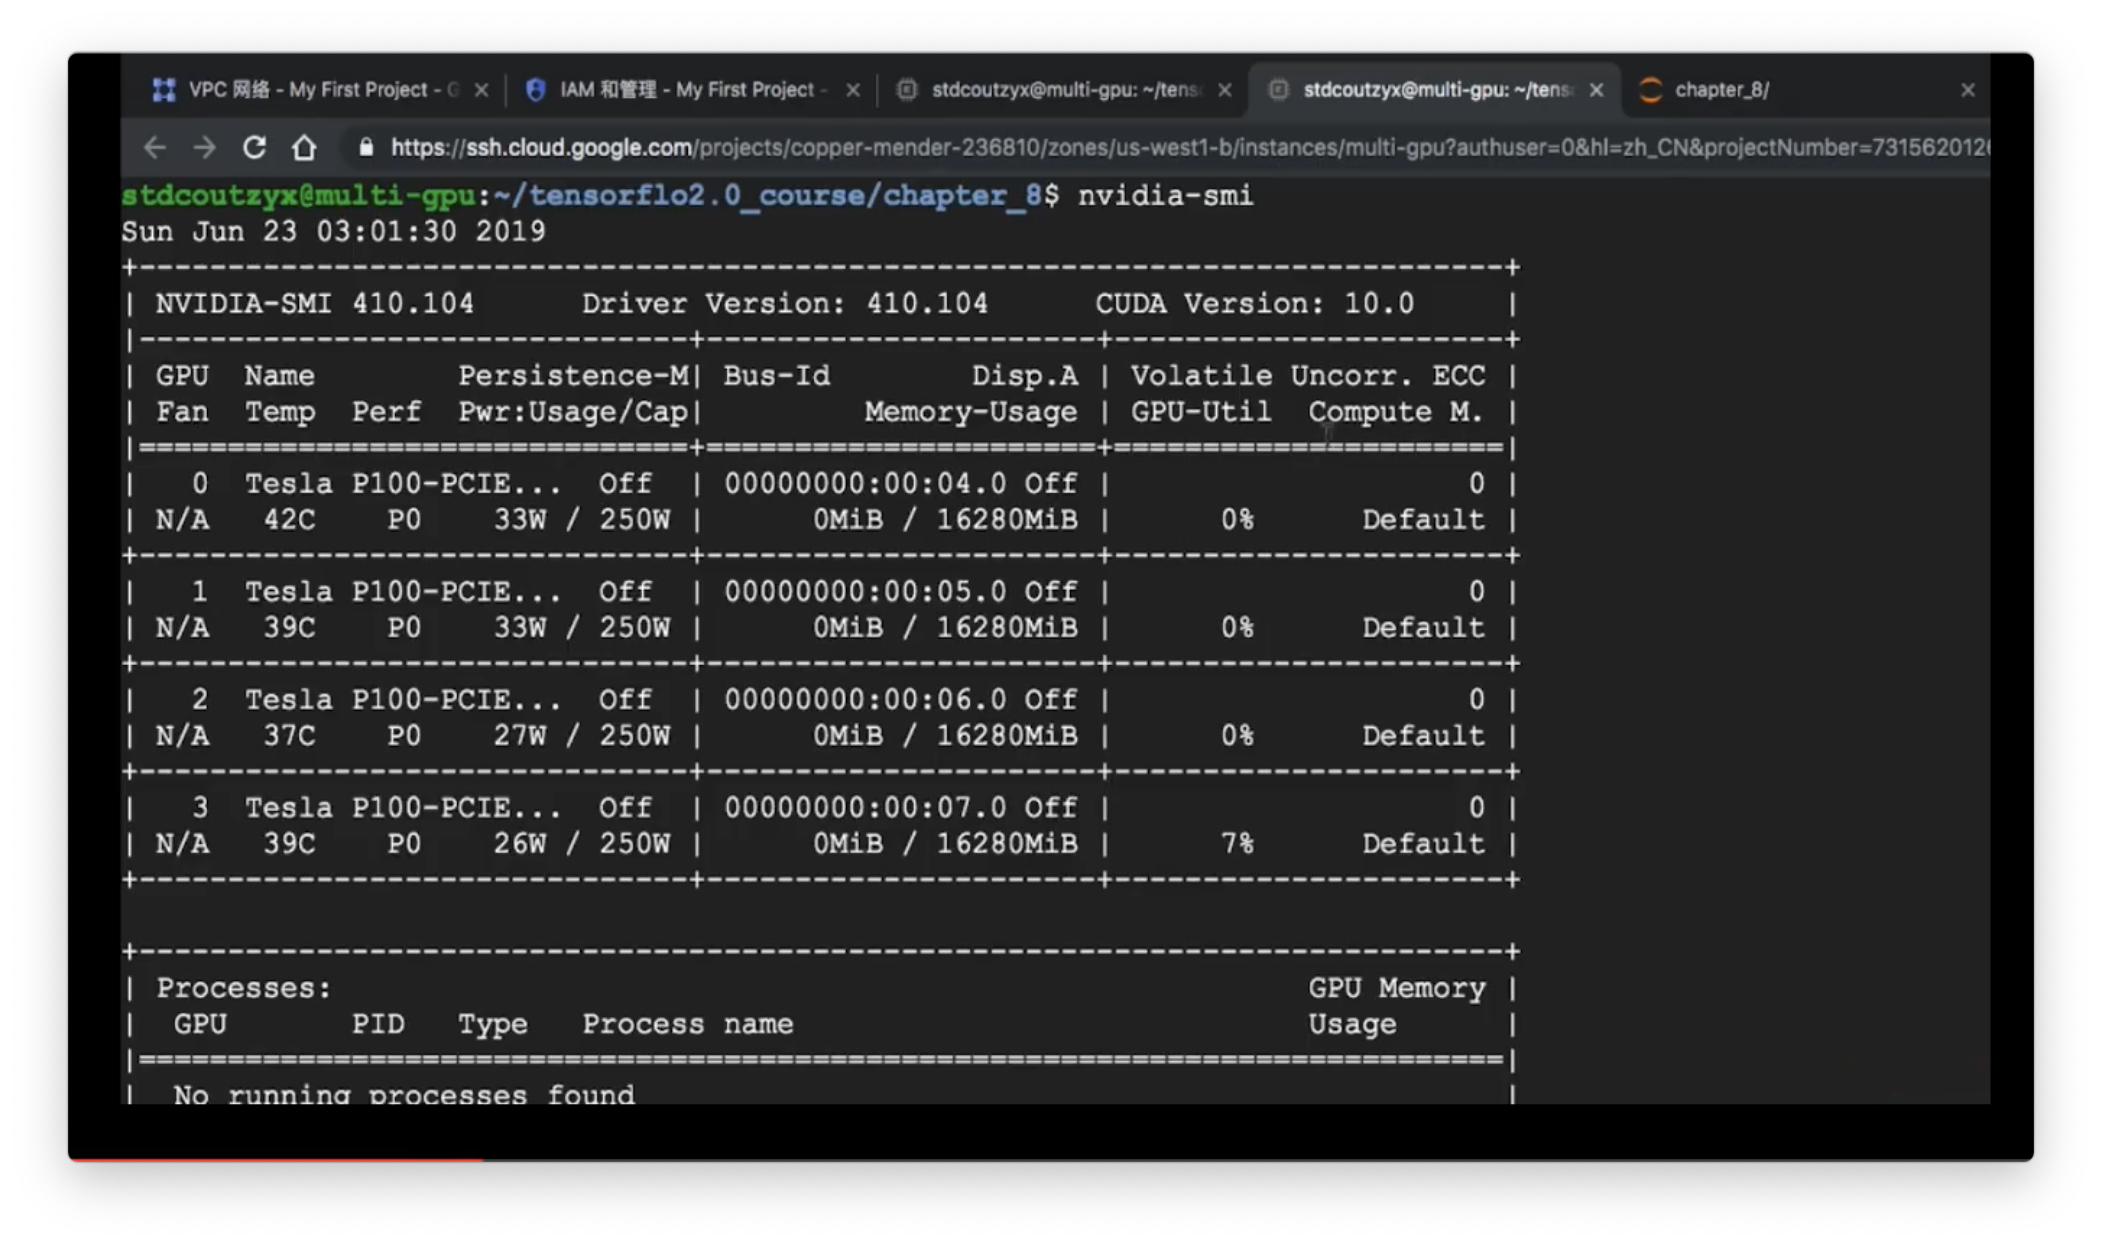 VPC 网络 - My First Project - G
IAM 和管理 - My First Project -
stdcoutzyx@multi-gpu: ~/tens
stdcoutzyx@multi-gpu: ~/tens
chapter_8/
https://ssh.cloud.google.com/projects/copper-mender-236810/zones/us-west1-b/instances/multi-gpu?authuser=0&hl=zh_CN&projectNumber=7315620126
stdcoutzyx@multi-gpu:~/tensorflo2.0_course/chapter_8$ nvidia-smi
Sun Jun 23 03:01:30 2019
+-----------------------------------------------------------------------------+
| NVIDIA-SMI 410.104      Driver Version: 410.104      CUDA Version: 10.0     |
|-------------------------------+----------------------+----------------------+
| GPU  Name        Persistence-M| Bus-Id        Disp.A | Volatile Uncorr. ECC |
| Fan  Temp  Perf  Pwr:Usage/Cap|         Memory-Usage | GPU-Util  Compute M. |
|===============================+======================+======================|
|   0  Tesla P100-PCIE...  Off  | 00000000:00:04.0 Off |                    0 |
| N/A   42C    P0    33W / 250W |      0MiB / 16280MiB |      0%      Default |
+-------------------------------+----------------------+----------------------+
|   1  Tesla P100-PCIE...  Off  | 00000000:00:05.0 Off |                    0 |
| N/A   39C    P0    33W / 250W |      0MiB / 16280MiB |      0%      Default |
+-------------------------------+----------------------+----------------------+
|   2  Tesla P100-PCIE...  Off  | 00000000:00:06.0 Off |                    0 |
| N/A   37C    P0    27W / 250W |      0MiB / 16280MiB |      0%      Default |
+-------------------------------+----------------------+----------------------+
|   3  Tesla P100-PCIE...  Off  | 00000000:00:07.0 Off |                    0 |
| N/A   39C    P0    26W / 250W |      0MiB / 16280MiB |      7%      Default |
+-------------------------------+----------------------+----------------------+
+-----------------------------------------------------------------------------+
| Processes:                                                       GPU Memory |
|  GPU       PID   Type   Process name                             Usage      |
|=============================================================================|
|  No running processes found                                                 |